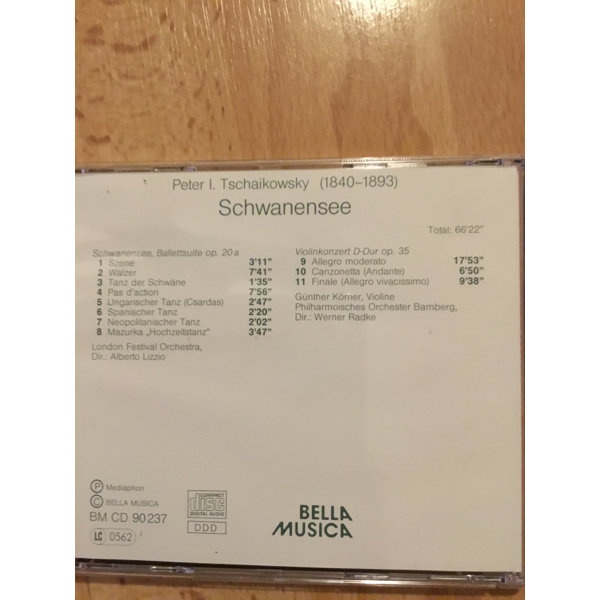 Peter I. Tschaikowsky (1840–1893)
Schwanensee
Total: 66'22"
Schwanensee, Ballettsuite op. 20 a
1 Szene 3'11"
2 Walzer 7'41"
3 Tanz der Schwäne 1'35"
4 Pas d'action 7'56"
5 Ungarischer Tanz (Csardas) 2'47"
6 Spanischer Tanz 2'20"
7 Neopolitanischer Tanz 2'02"
8 Mazurka „Hochzeitstanz" 3'47"
London Festival Orchestra,
Dir.: Alberto Lizzio
Violinkonzert D-Dur op. 35
9 Allegro moderato 17'53"
10 Canzonetta (Andante) 6'50"
11 Finale (Allegro vivacissimo) 9'38"
Günther Körner, Violine
Philharmoisches Orchester Bamberg,
Dir.: Werner Radke
P Mediaphon
C BELLA MUSICA
BM CD 90 237
LC 0562
COMPACT
disc
DIGITAL AUDIO
DDD
BELLA
MUSICA